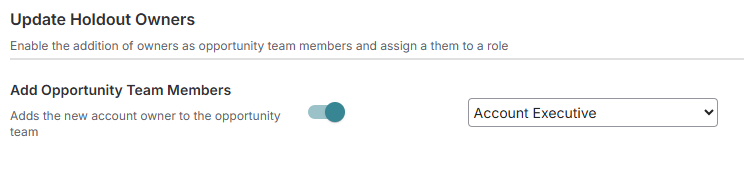 Update Holdout Owners
Enable the addition of owners as opportunity team members and assign a them to a role
Add Opportunity Team Members
Adds the new account owner to the opportunity
team
Account Executive